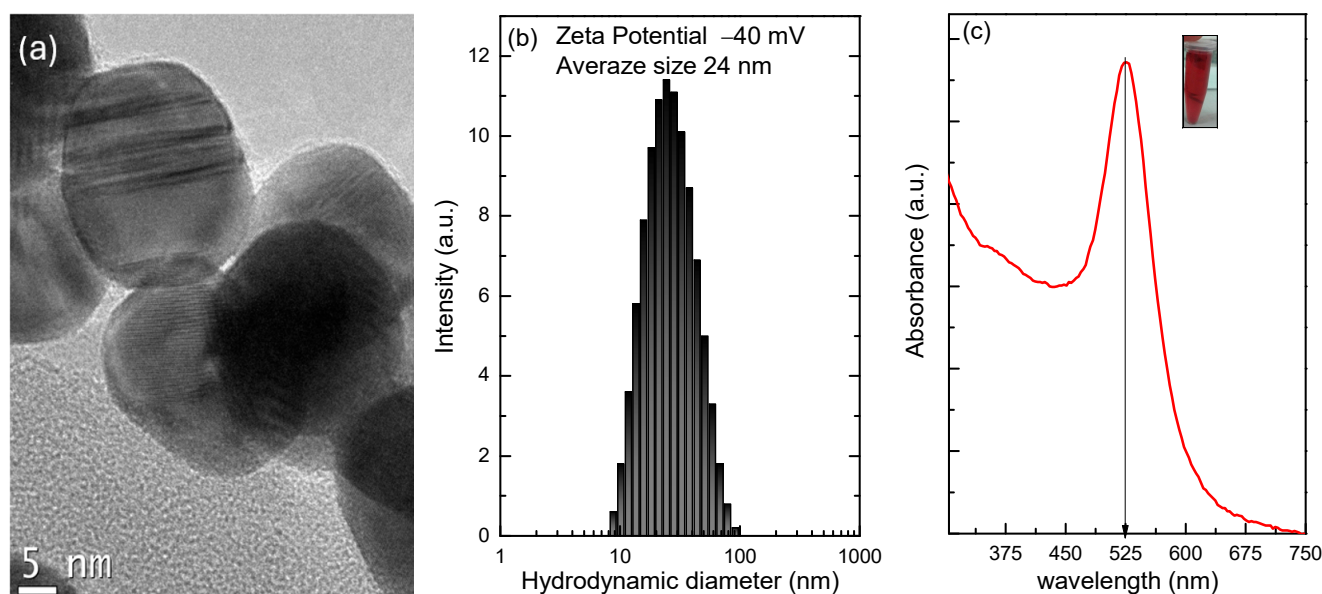 (a)
5 nm
(b)
Zeta Potential –40 mV
Averaze size 24 nm
Intensity (a.u.)
12
10
8
6
4
2
0
1
10
100
1000
Hydrodynamic diameter (nm)
(c)
Absorbance (a.u.)
375
450
525
600
675
750
wavelength (nm)